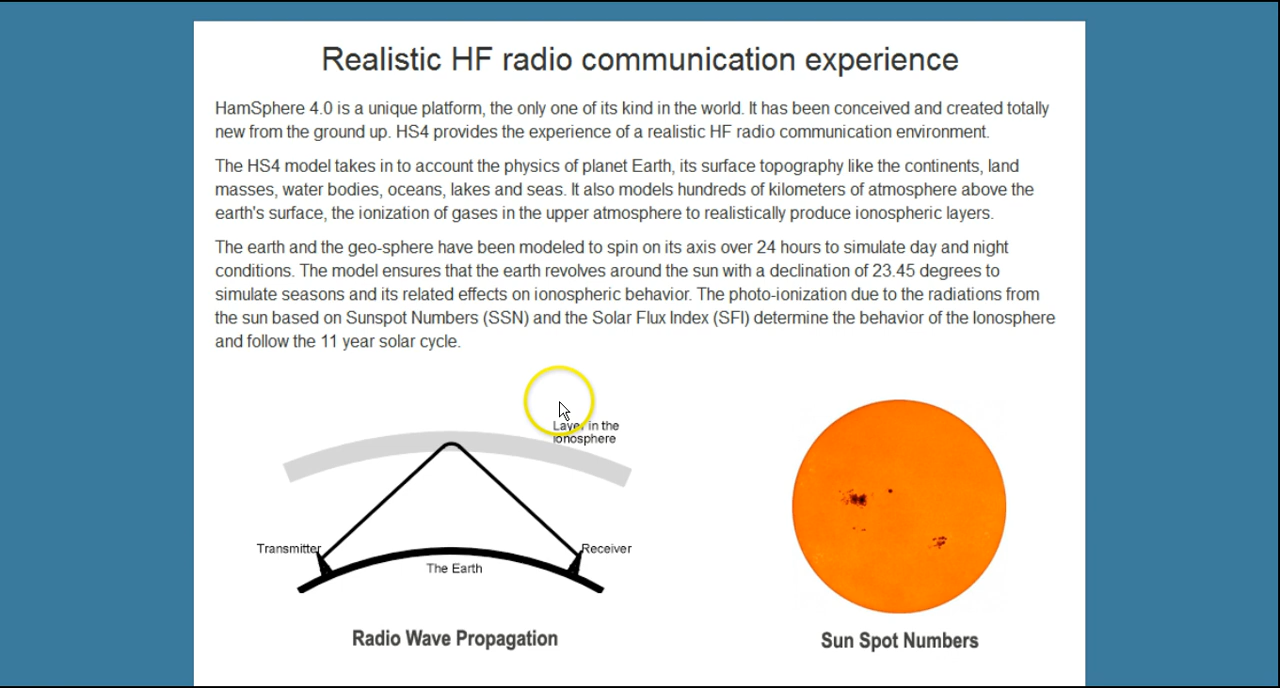 Realistic HF radio communication experience
HamSphere 4.0 is a unique platform, the only one of its kind in the world. It has been conceived and created totally
new from the ground up. HS4 provides the experience of a realistic HF radio communication environment.
The HS4 model takes in to account the physics of planet Earth, its surface topography like the continents, land
masses, water bodies, oceans, lakes and seas. It also models hundreds of kilometers of atmosphere above the
earth's surface, the ionization of gases in the upper atmosphere to realistically produce ionospheric layers.
The earth and the geo-sphere have been modeled to spin on its axis over 24 hours to simulate day and night
conditions. The model ensures that the earth revolves around the sun with a declination of 23.45 degrees to
simulate seasons and its related effects on ionospheric behavior. The photo-ionization due to the radiations from
the sun based on Sunspot Numbers (SSN) and the Solar Flux Index (SFI) determine the behavior of the Ionosphere
and follow the 11 year solar cycle.
Layer in the
ionosphere
Transmitter
Receiver
The Earth
Radio Wave Propagation
Sun Spot Numbers